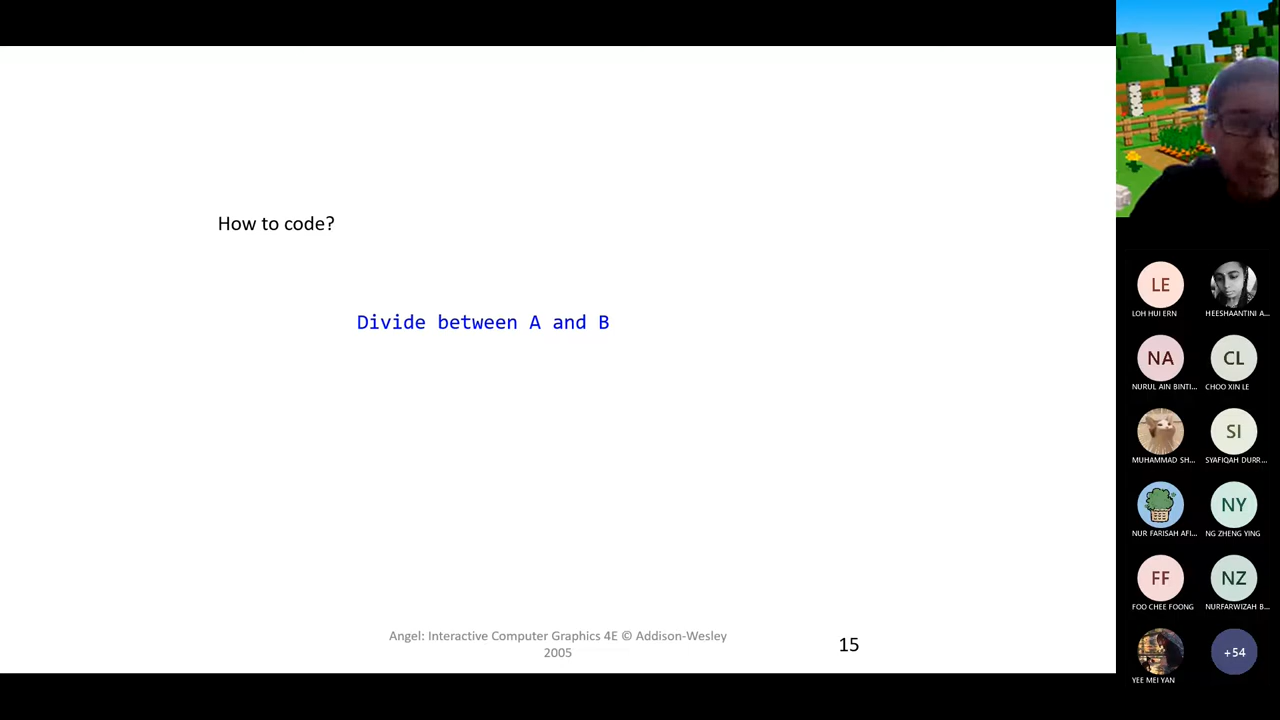 How to code?
Divide between A and B
Angel: Interactive Computer Graphics 4E © Addison-Wesley
2005
15
LE
LOH HUI ERN
HEESHAANTINI A...
NA
NURUL AIN BINTI...
CL
CHOO XIN LE
MUHAMMAD SH...
SI
SYAFIQAH DURR...
NUR FARISAH AFI...
NY
NG ZHENG YING
FF
FOO CHEE FOONG
NZ
NURFARWIZAH B...
YEE MEI YAN
+54